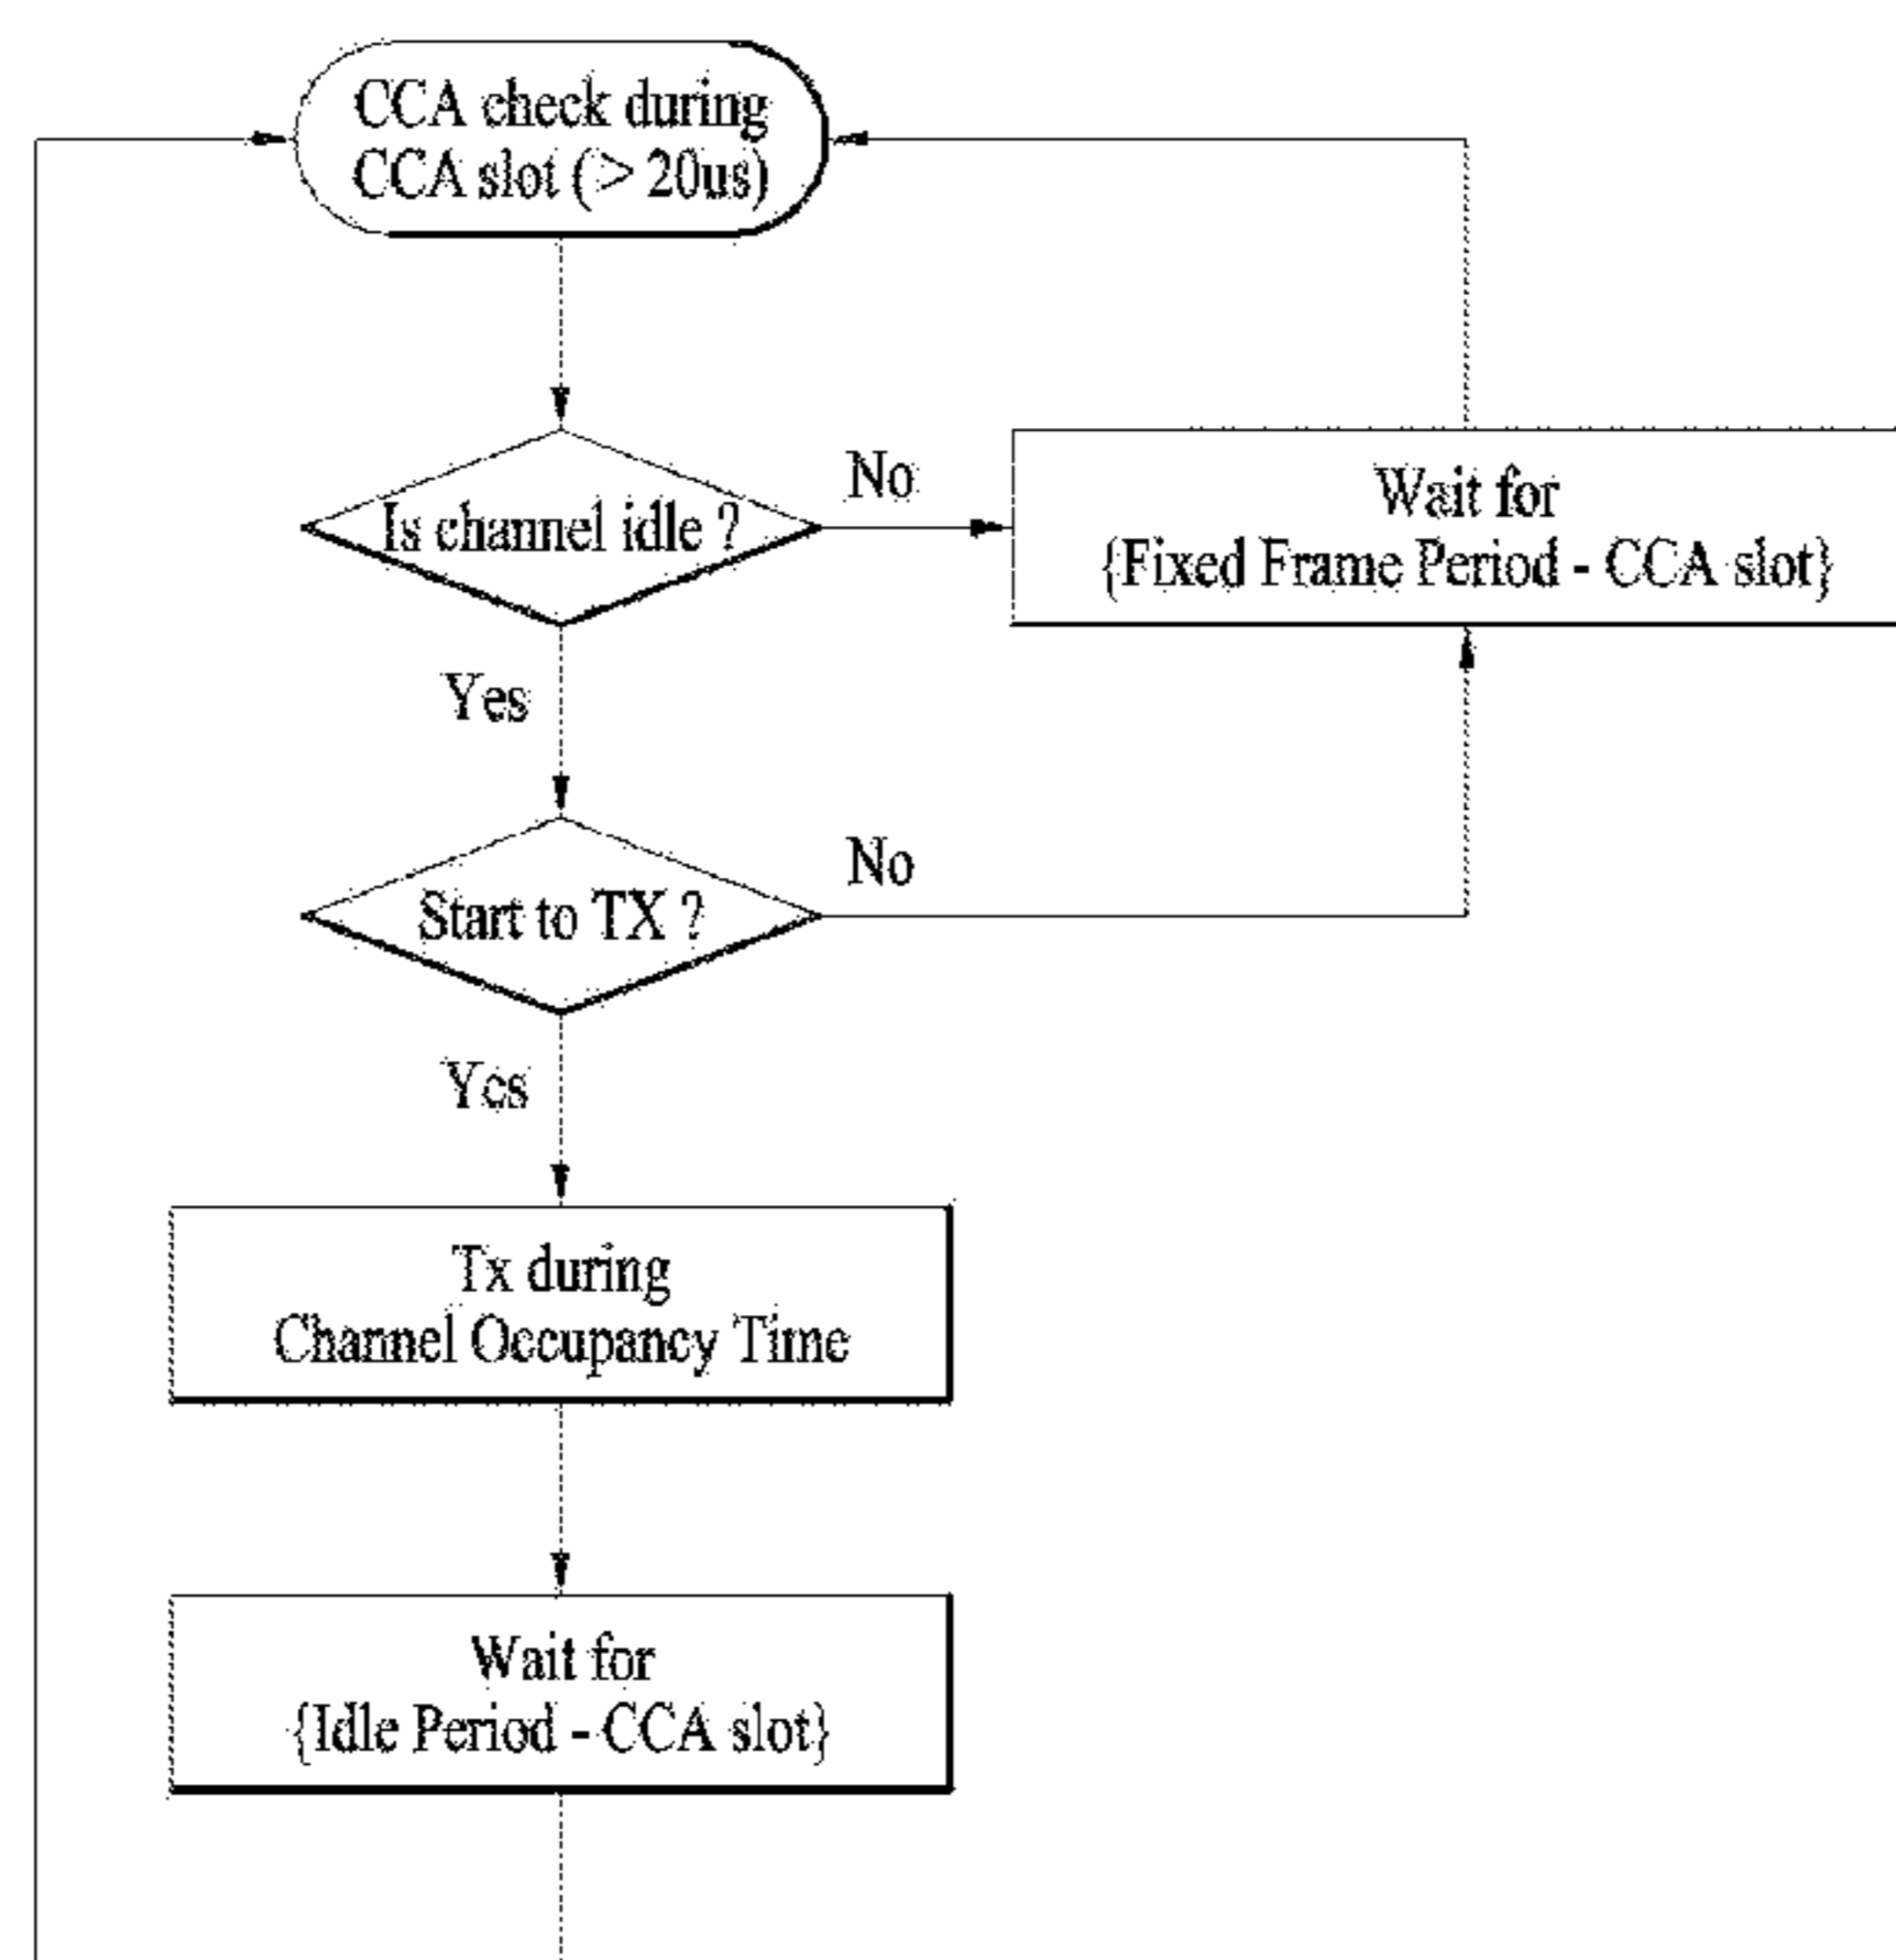 CCA check during
CCA slot (> 20us)
Is channel idle ?
No
Wait for
{Fixed Frame Period - CCA slot}
Yes
Start to TX ?
No
Yes
Tx during
Channel Occupancy Time
Wait for
{Idle Period - CCA slot}